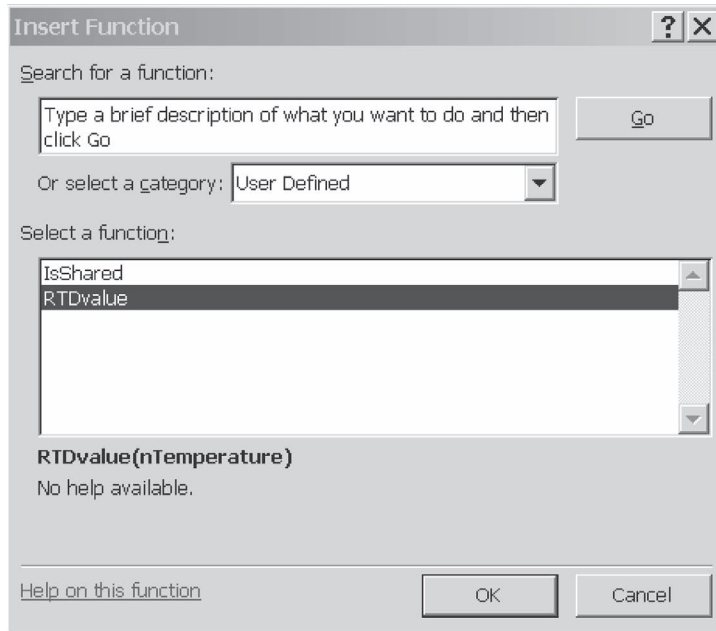 Insert Function
Search for a function:
Type a brief description of what you want to do and then
click Go
Go
Or select a category: User Defined
Select a function:
IsShared
RTDvalue
RTDvalue(nTemperature)
No help available.
Help on this function
OK
Cancel